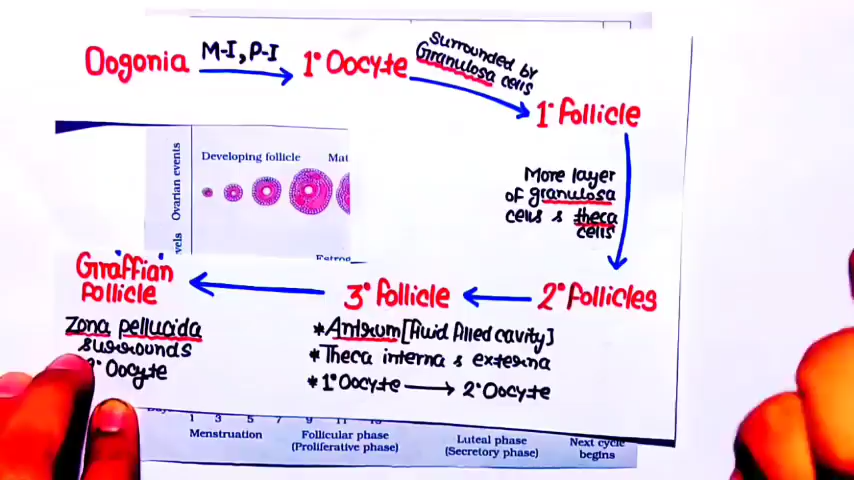 Oogonia
M-I, P-I
1° Oocyte
Surrounded by
Granulosa cells
1° follicle
More layer
of granulosa
cells & theca
cells
2° follicles
3° follicle
*Antrum [fluid filled cavity]
*Theca interna & externa
*1° Oocyte → 2° Oocyte
Graffian
follicle
Zona pellucida
surrounds
2° Oocyte
Ovarian events
Developing follicle
Mat
vels
1 3 5 7 9 11
Menstruation
Follicular phase
(Proliferative phase)
Luteal phase
(Secretory phase)
Next cycle
begins